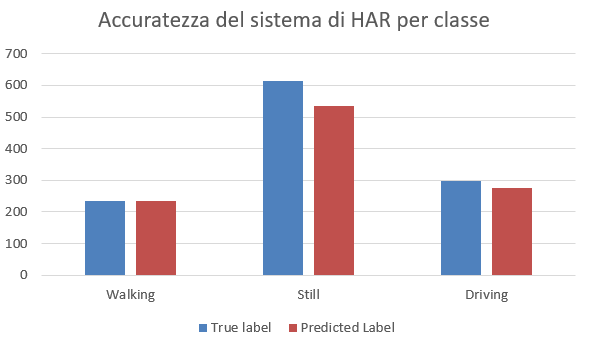 Accuratezza del sistema di HAR per classe
700
600
500
400
300
200
100
0
Walking Still Driving
True label Predicted Label